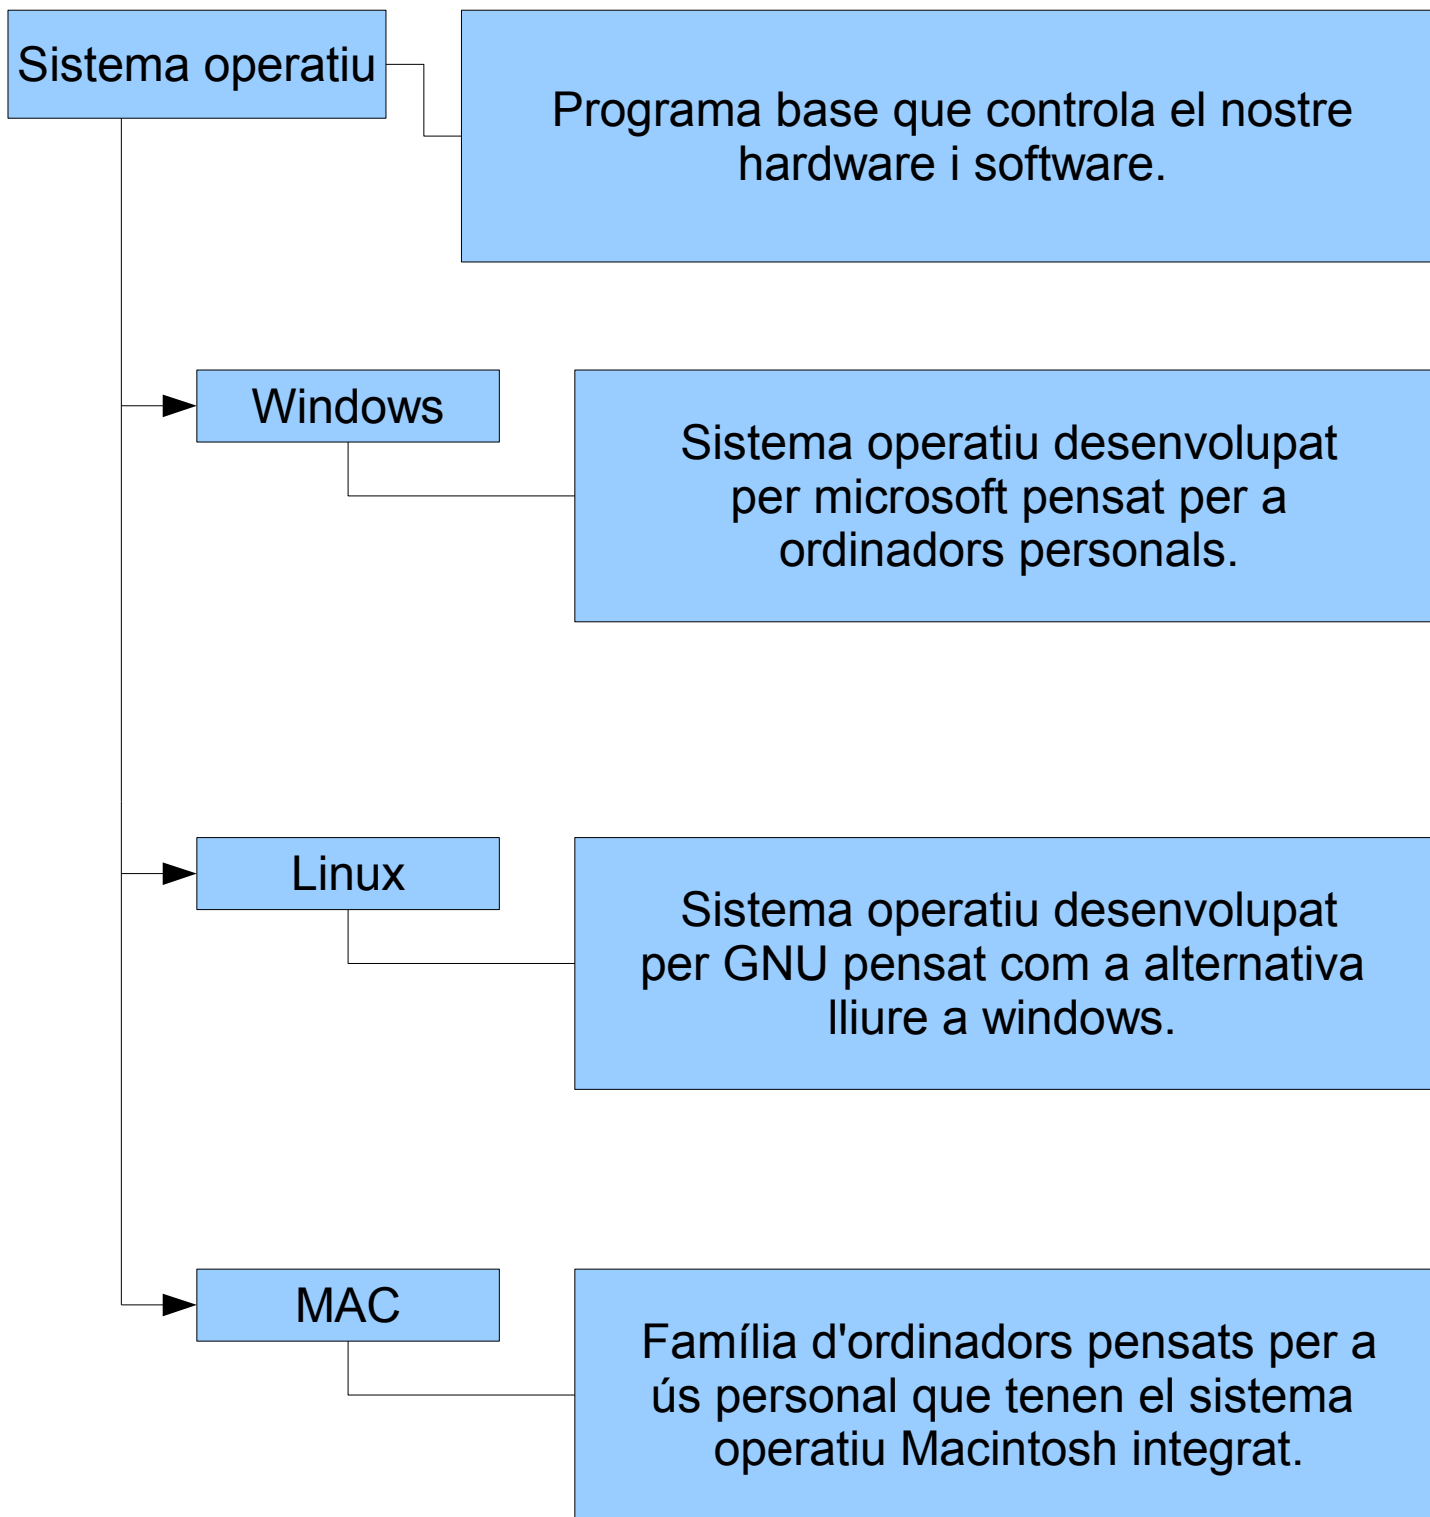 Sistema operatiu
Programa base que controla el nostre
hardware i software.
Windows
Sistema operatiu desenvolupat
per microsoft pensat per a
ordinadors personals.
Linux
Sistema operatiu desenvolupat
per GNU pensat com a alternativa
lliure a windows.
MAC
Família d'ordinadors pensats per a
ús personal que tenen el sistema
operatiu Macintosh integrat.